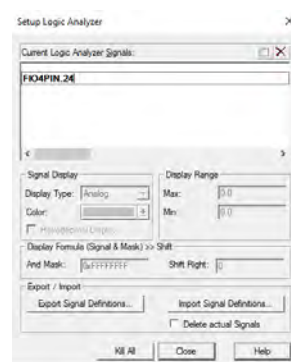 Setup Logic Analyzer
Current Logic Analyzer Signals:
FIO4PIN.24
Signal Display
Display Range
Display Type: Analog
Max: 0.0
Color:
Min: 0.0
Hexadecimal Display
Display Formula (Signal & Mask) >> Shift
And Mask: 0xFFFFFFFF
Shift Right: 0
Export / Import
Export Signal Definitions...
Import Signal Definitions...
Delete actual Signals
Kill All
Close
Help